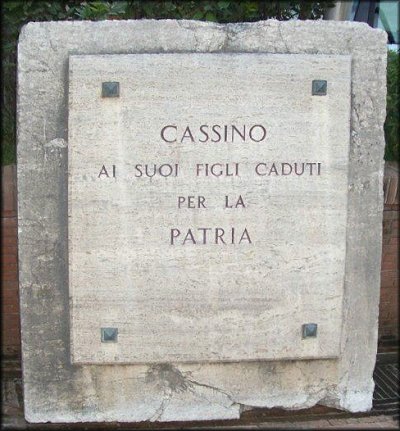 CASSINO
AI SUOI FIGLI CADUTI
PER LA
PATRIA